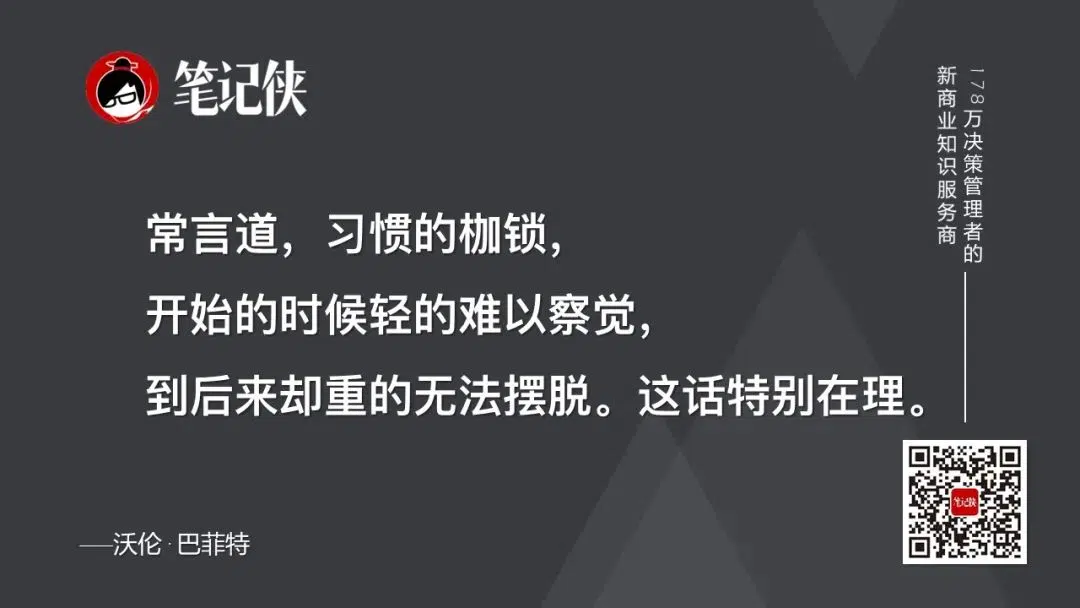 笔记侠
178万决策管理者的
新商业知识服务商
常言道，习惯的枷锁，
开始的时候轻的难以察觉，
到后来却重的无法摆脱。这话特别在理。
——沃伦·巴菲特
笔记侠